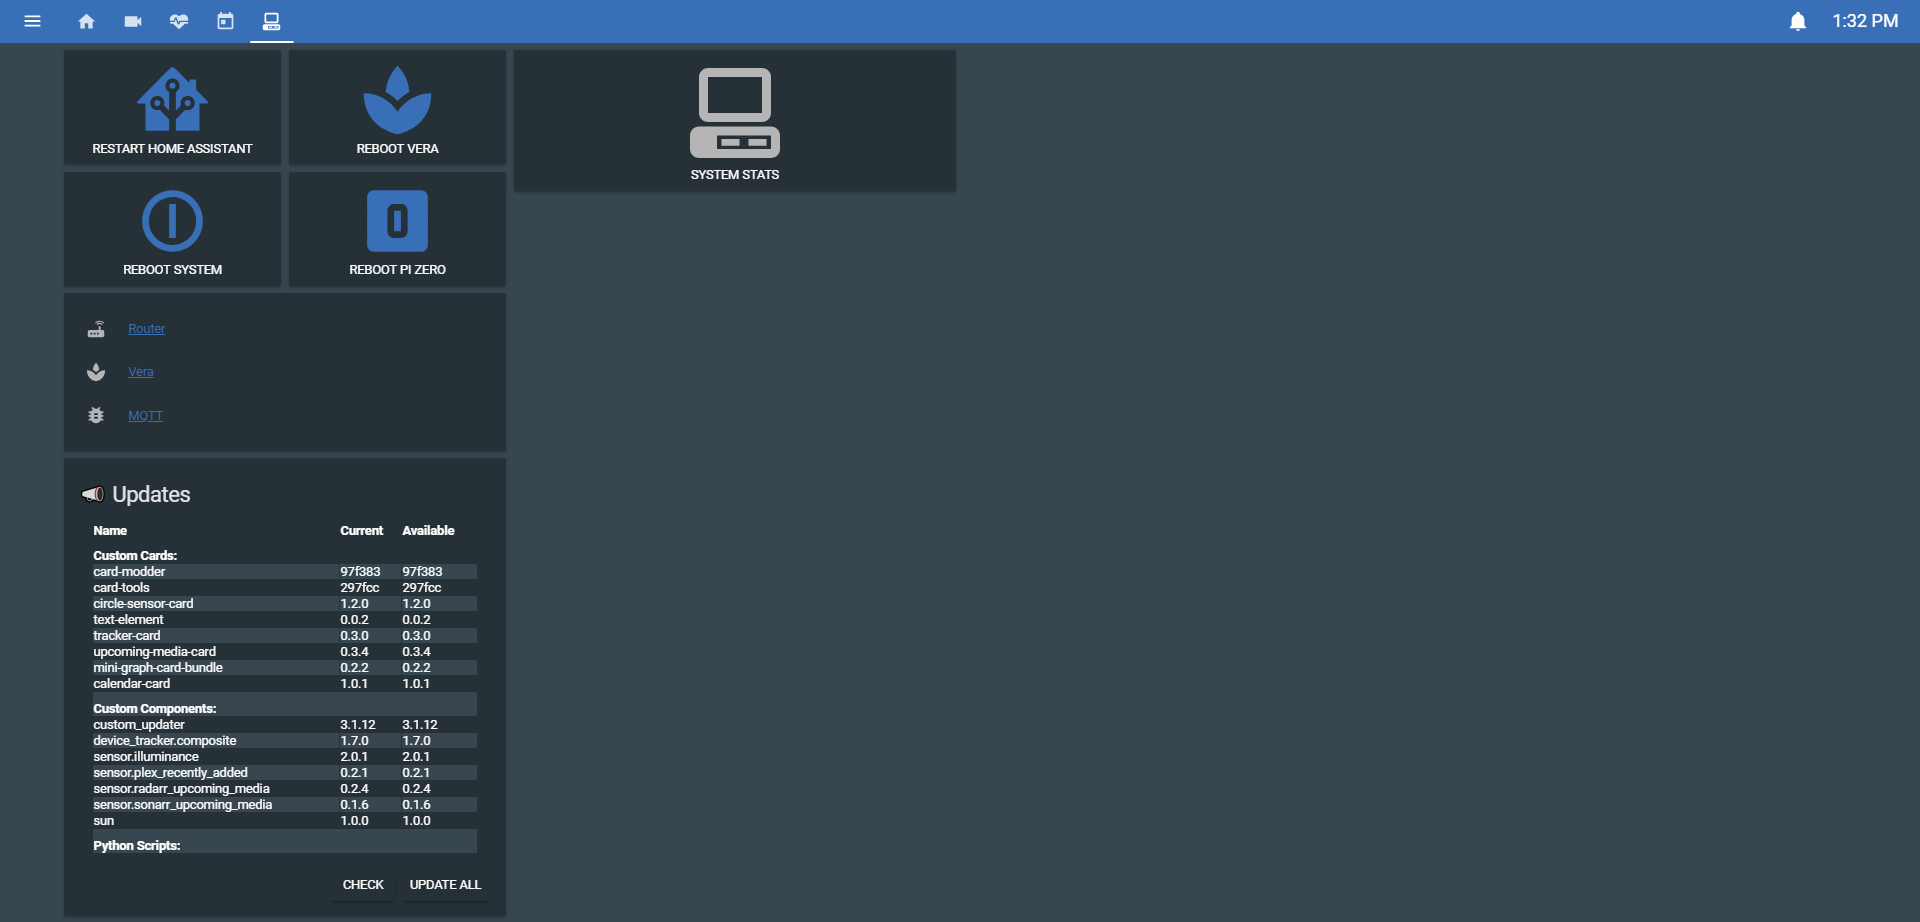 1:32 PM
RESTART HOME ASSISTANT
REBOOT VERA
SYSTEM STATS
REBOOT SYSTEM
REBOOT PI ZERO
Router
Vera
MQTT
Updates
Name Current Available
Custom Cards:
card-modder 97f383 97f383
card-tools 297fcc 297fcc
circle-sensor-card 1.2.0 1.2.0
text-element 0.0.2 0.0.2
tracker-card 0.3.0 0.3.0
upcoming-media-card 0.3.4 0.3.4
mini-graph-card-bundle 0.2.2 0.2.2
calendar-card 1.0.1 1.0.1
Custom Components:
custom_updater 3.1.12 3.1.12
device_tracker.composite 1.7.0 1.7.0
sensor.illuminance 2.0.1 2.0.1
sensor.plex_recently_added 0.2.1 0.2.1
sensor.radarr_upcoming_media 0.2.4 0.2.4
sensor.sonarr_upcoming_media 0.1.6 0.1.6
sun 1.0.0 1.0.0
Python Scripts:
CHECK UPDATE ALL